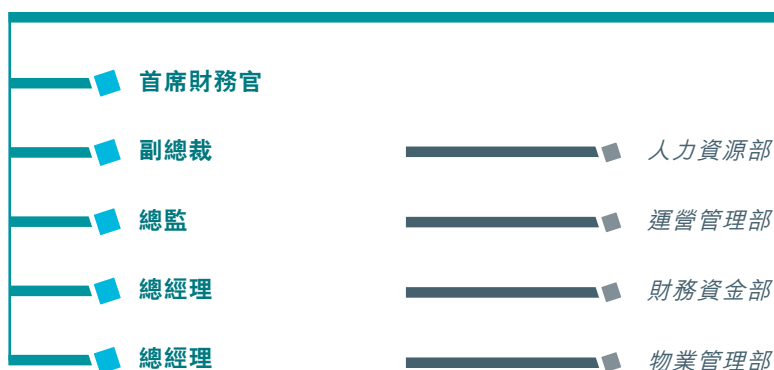 首席財務官
副總裁 人力資源部
總監 運營管理部
總經理 財務資金部
總經理 物業管理部